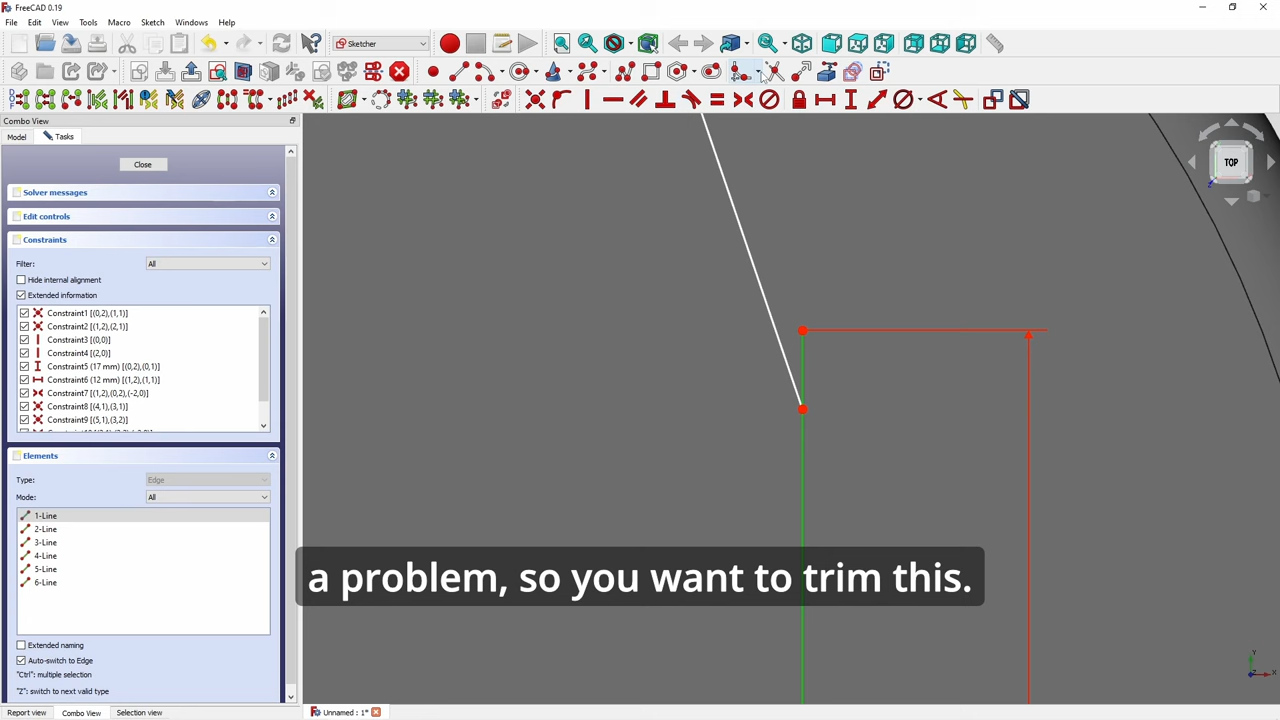 FreeCAD 0.19
File Edit View Tools Macro Sketch Windows Help
Sketcher
Combo View
Model Tasks
Close
Solver messages
Edit controls
Constraints
Filter: All
Hide internal alignment
Extended information
Constraint1 [(0,2),(1,1)]
Constraint2 [(1,2),(2,1)]
Constraint3 [(0,0)]
Constraint4 [(2,0)]
Constraint5 (17 mm) [(0,2),(0,1)]
Constraint6 (12 mm) [(1,2),(1,1)]
Constraint7 [(1,2),(0,2),(-2,0)]
Constraint8 [(4,1),(3,1)]
Constraint9 [(5,1),(3,2)]
Elements
Type: Edge
Mode: All
1-Line
2-Line
3-Line
4-Line
5-Line
6-Line
Extended naming
Auto-switch to Edge
"Ctrl": multiple selection
"Z": switch to next valid type
Report view Combo View Selection view
Unnamed : 1*
TOP
Y
Z
X
a problem, so you want to trim this.